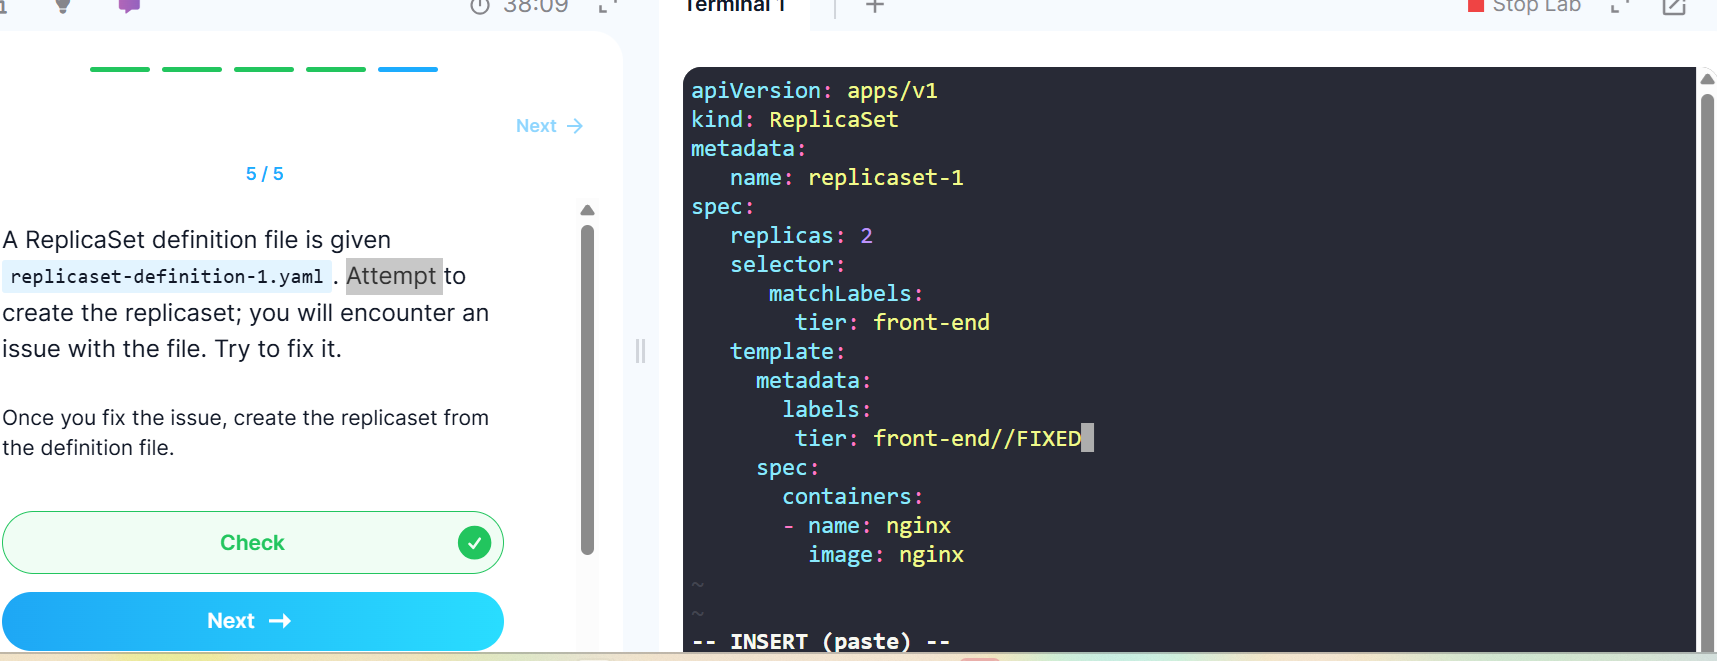 38:09
Terminal 1
+
Stop Lab
Next →
5 / 5
A ReplicaSet definition file is given
replicaset-definition-1.yaml . Attempt to
create the replicaset; you will encounter an
issue with the file. Try to fix it.
Once you fix the issue, create the replicaset from
the definition file.
Check
Next →
apiVersion: apps/v1
kind: ReplicaSet
metadata:
   name: replicaset-1
spec:
   replicas: 2
   selector:
      matchLabels:
        tier: front-end
   template:
     metadata:
       labels:
        tier: front-end//FIXED
     spec:
       containers:
       - name: nginx
         image: nginx
~
~
-- INSERT (paste) --